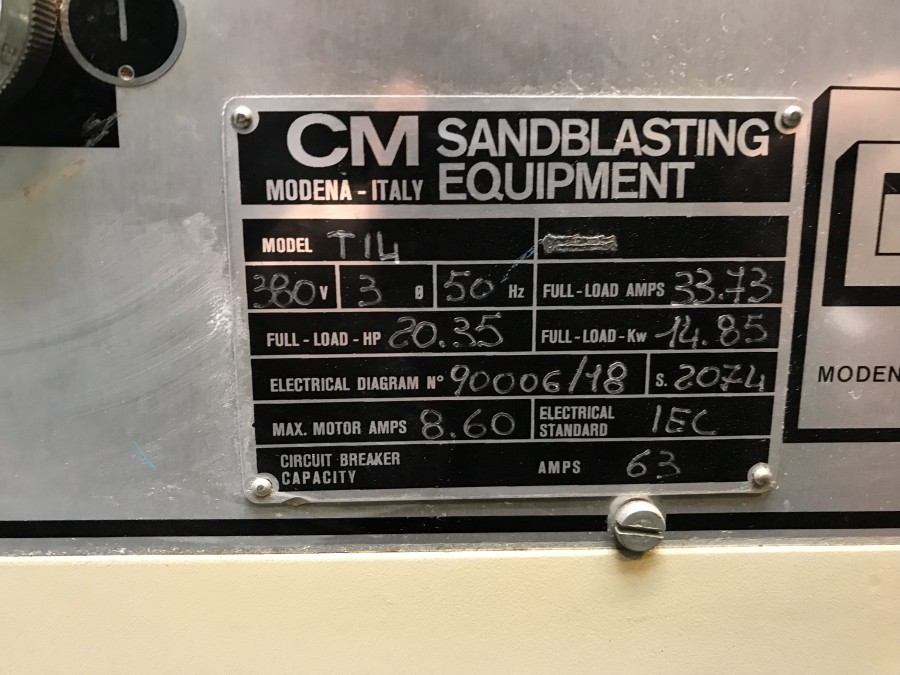 CM SANDBLASTING
MODENA - ITALY EQUIPMENT
MODEL T14
380 V 3 Ø 50 Hz FULL-LOAD AMPS 33.73
FULL-LOAD-HP 20.35 FULL-LOAD-Kw 14.85
ELECTRICAL DIAGRAM N° 90006/18 S. 2074
MAX. MOTOR AMPS 8.60 ELECTRICAL STANDARD IEC
CIRCUIT BREAKER CAPACITY AMPS 63
MODEN